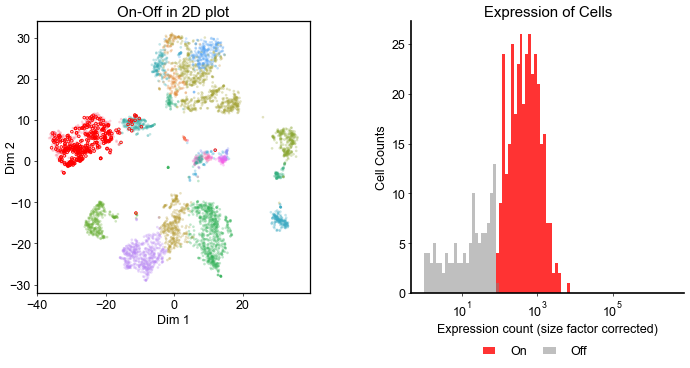 On-Off in 2D plot
30
20
10
0
−10
−20
−30
Dim 2
−40
−20
0
20
Dim 1
Expression of Cells
25
20
15
10
5
0
Cell Counts
10^1
10^3
10^5
Expression count (size factor corrected)
On Off